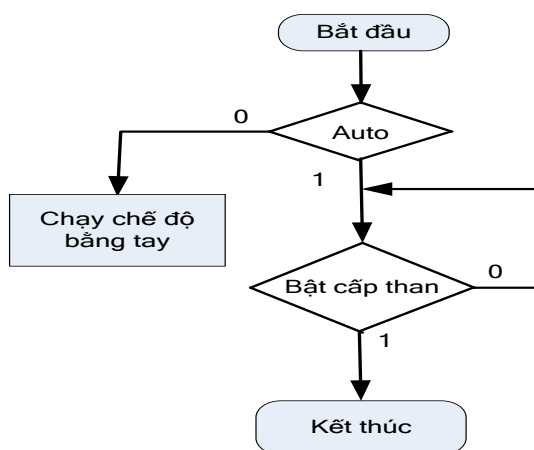 Bắt đầu
0
Auto
1
Chạy chế độ
bằng tay
Bật cấp than
0
1
Kết thúc